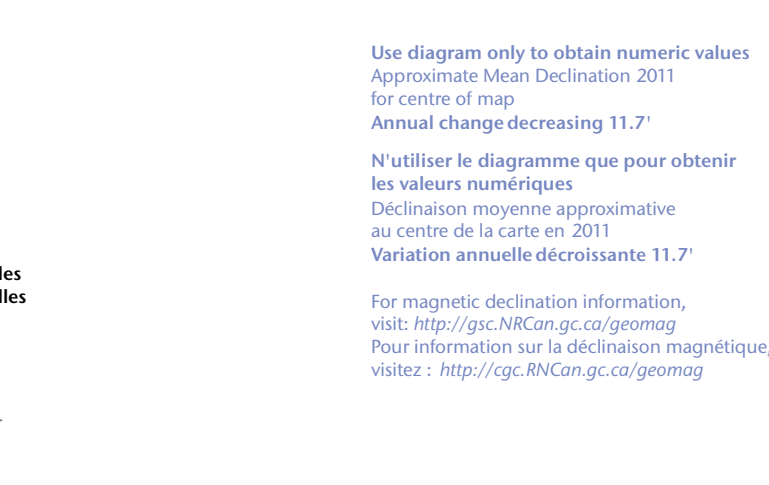 Use diagram only to obtain numeric values
Approximate Mean Declination 2011
for centre of map
Annual change decreasing 11.7'
N'utiliser le diagramme que pour obtenir
les valeurs numériques
Déclinaison moyenne approximative
au centre de la carte en 2011
Variation annuelle décroissante 11.7'
For magnetic declination information,
visit: http://gsc.NRCan.gc.ca/geomag
Pour information sur la déclinaison magnétique,
visitez : http://cgc.RNCan.gc.ca/geomag